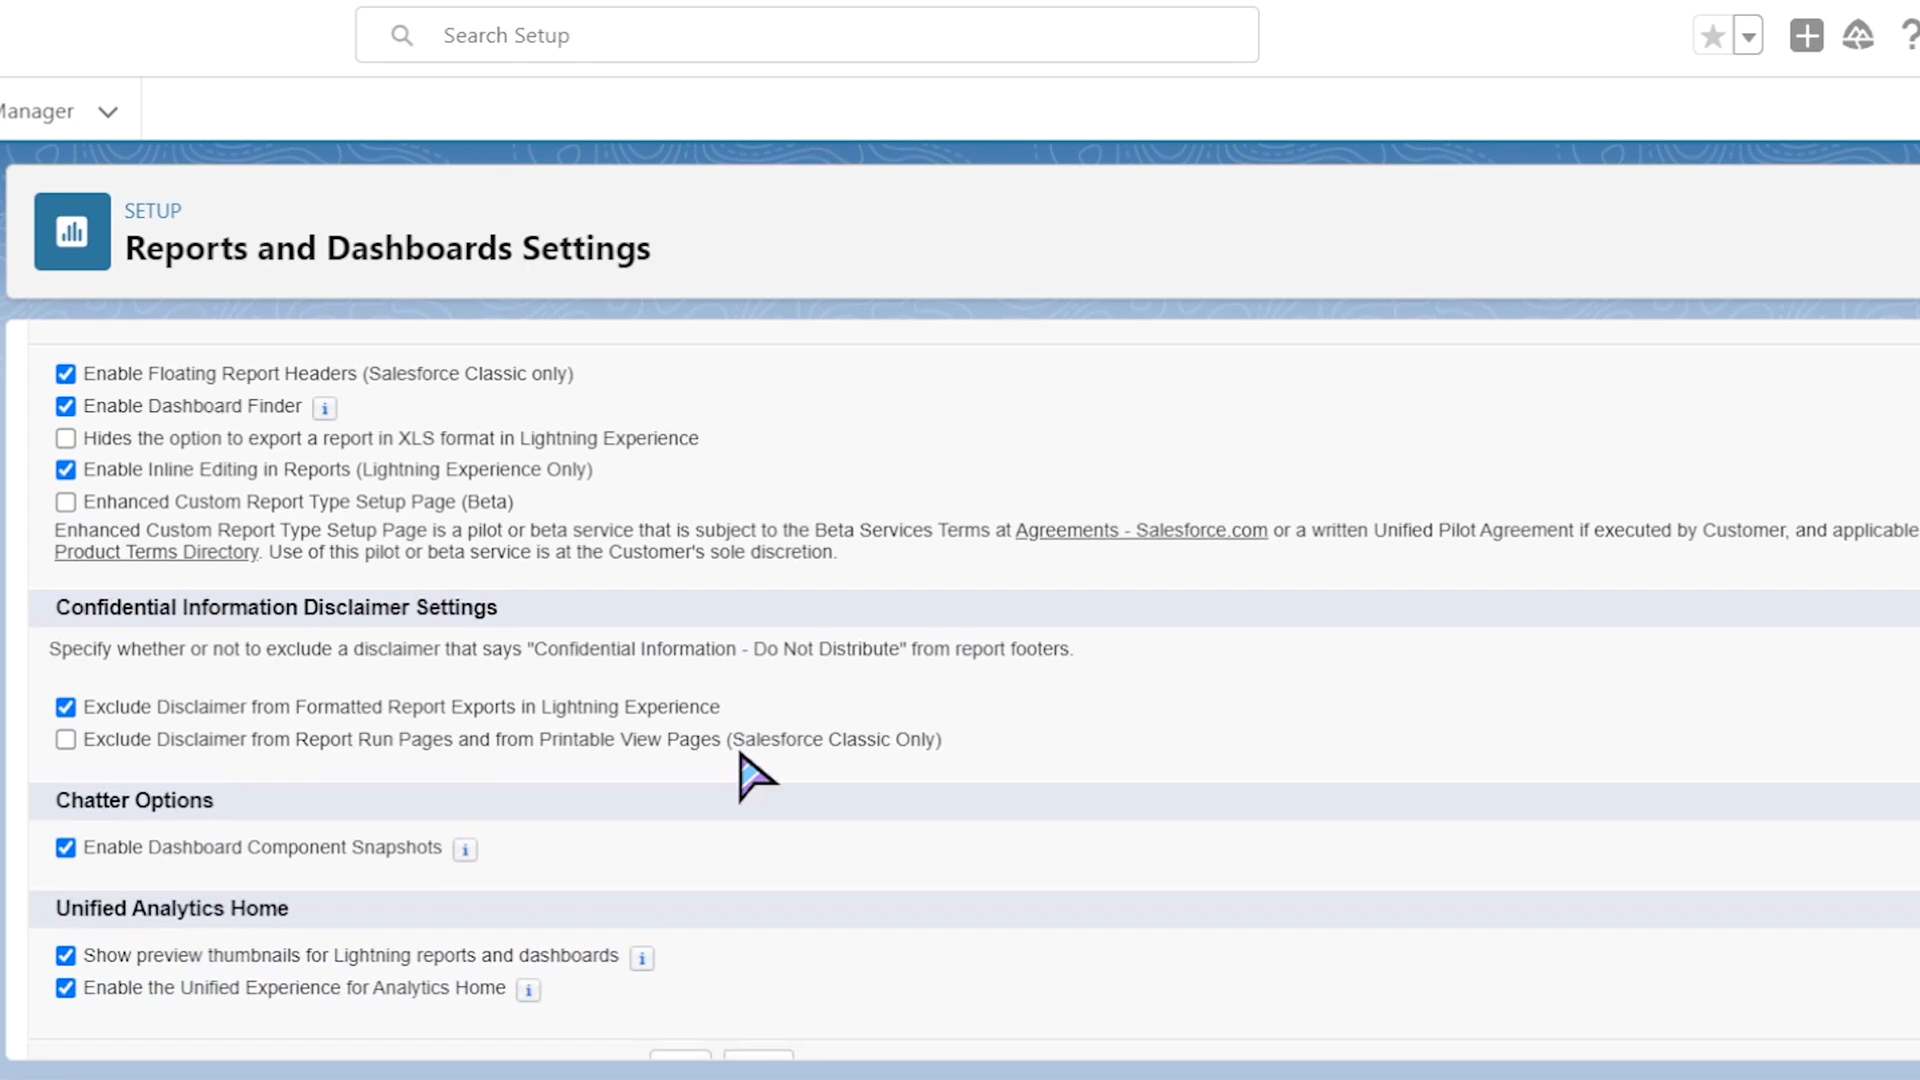 Search Setup
Manager
SETUP
Reports and Dashboards Settings
Enable Floating Report Headers (Salesforce Classic only)
Enable Dashboard Finder
Hides the option to export a report in XLS format in Lightning Experience
Enable Inline Editing in Reports (Lightning Experience Only)
Enhanced Custom Report Type Setup Page (Beta)
Enhanced Custom Report Type Setup Page is a pilot or beta service that is subject to the Beta Services Terms at Agreements - Salesforce.com or a written Unified Pilot Agreement if executed by Customer, and applicable
Product Terms Directory. Use of this pilot or beta service is at the Customer's sole discretion.
Confidential Information Disclaimer Settings
Specify whether or not to exclude a disclaimer that says "Confidential Information - Do Not Distribute" from report footers.
Exclude Disclaimer from Formatted Report Exports in Lightning Experience
Exclude Disclaimer from Report Run Pages and from Printable View Pages (Salesforce Classic Only)
Chatter Options
Enable Dashboard Component Snapshots
Unified Analytics Home
Show preview thumbnails for Lightning reports and dashboards
Enable the Unified Experience for Analytics Home